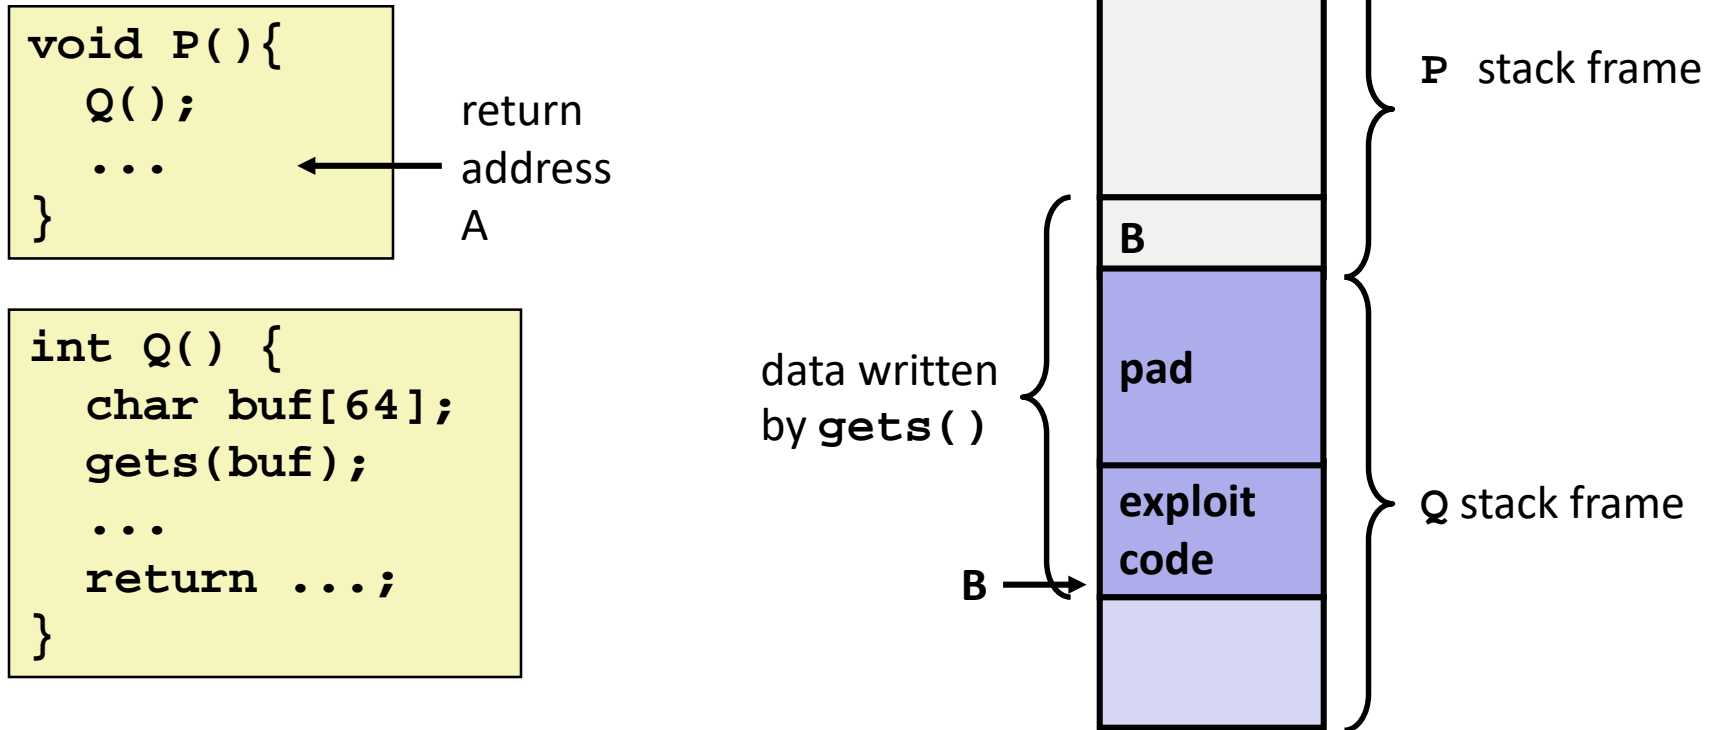 void P(){
  Q();
  ...
}
return
address
A
int Q() {
  char buf[64];
  gets(buf);
  ...
  return ...;
}
data written
by gets()
B
B
pad
exploit
code
P stack frame
Q stack frame